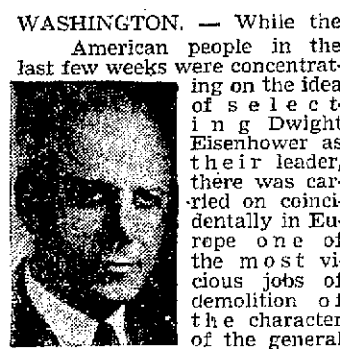 WASHINGTON. — While the
American people in the
last few weeks were concentrat-
ing on the idea
of select-
ing Dwight
Eisenhower as
their leader,
there was car-
ried on coinci-
dentally in Eu-
rope one of
the most vi-
cious jobs of
demolition of
the character
of the general